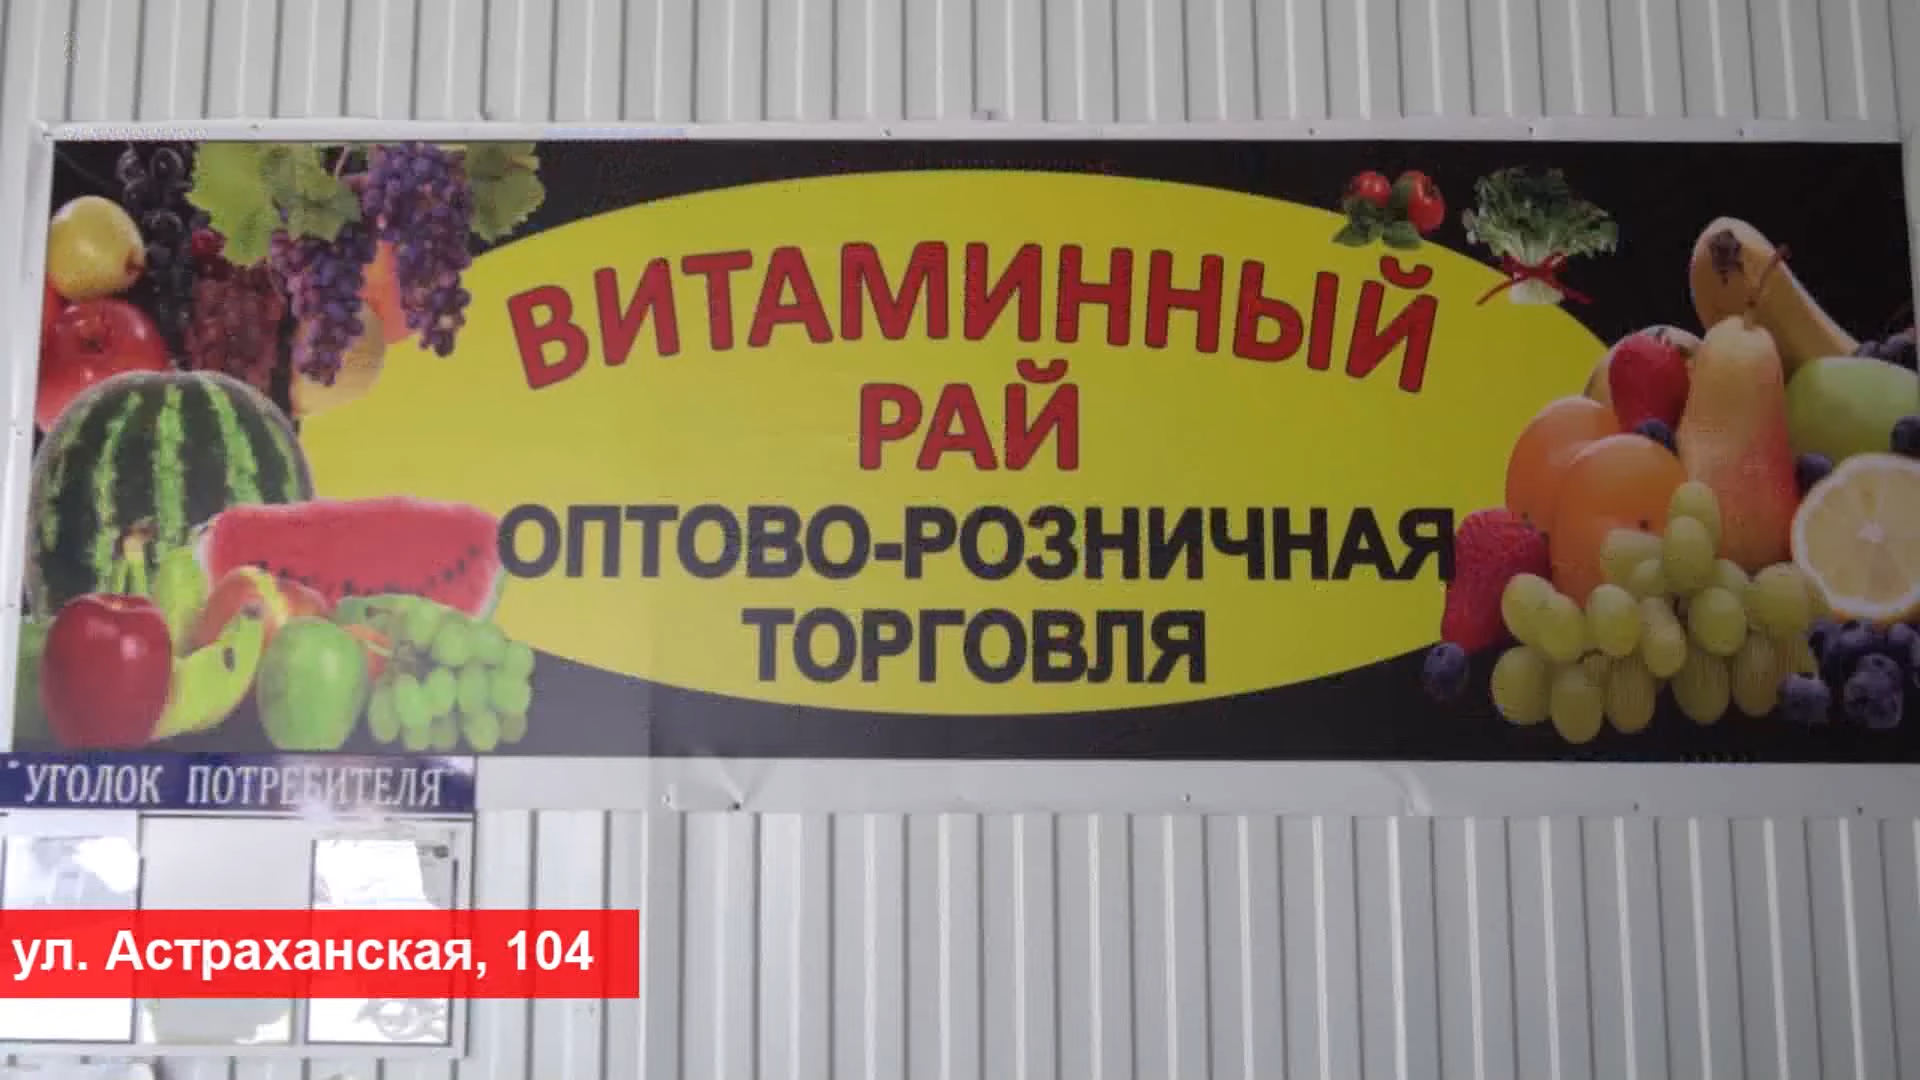 ВИТАМИННЫЙ
РАЙ
ОПТОВО-РОЗНИЧНАЯ
ТОРГОВЛЯ
"УГОЛОК ПОТРЕБИТЕЛЯ"
ул. Астраханская, 104